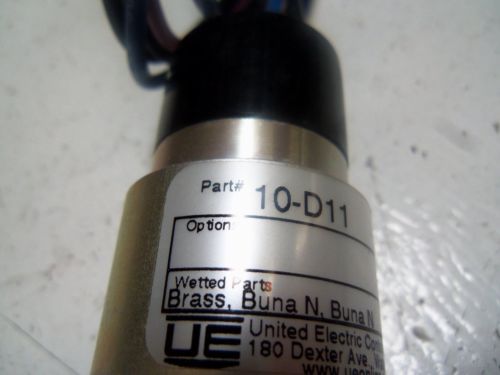 Part# 10-D11
Option:
Wetted Parts
Brass, Buna N, Buna N
UE United Electric
180 Dexter Ave